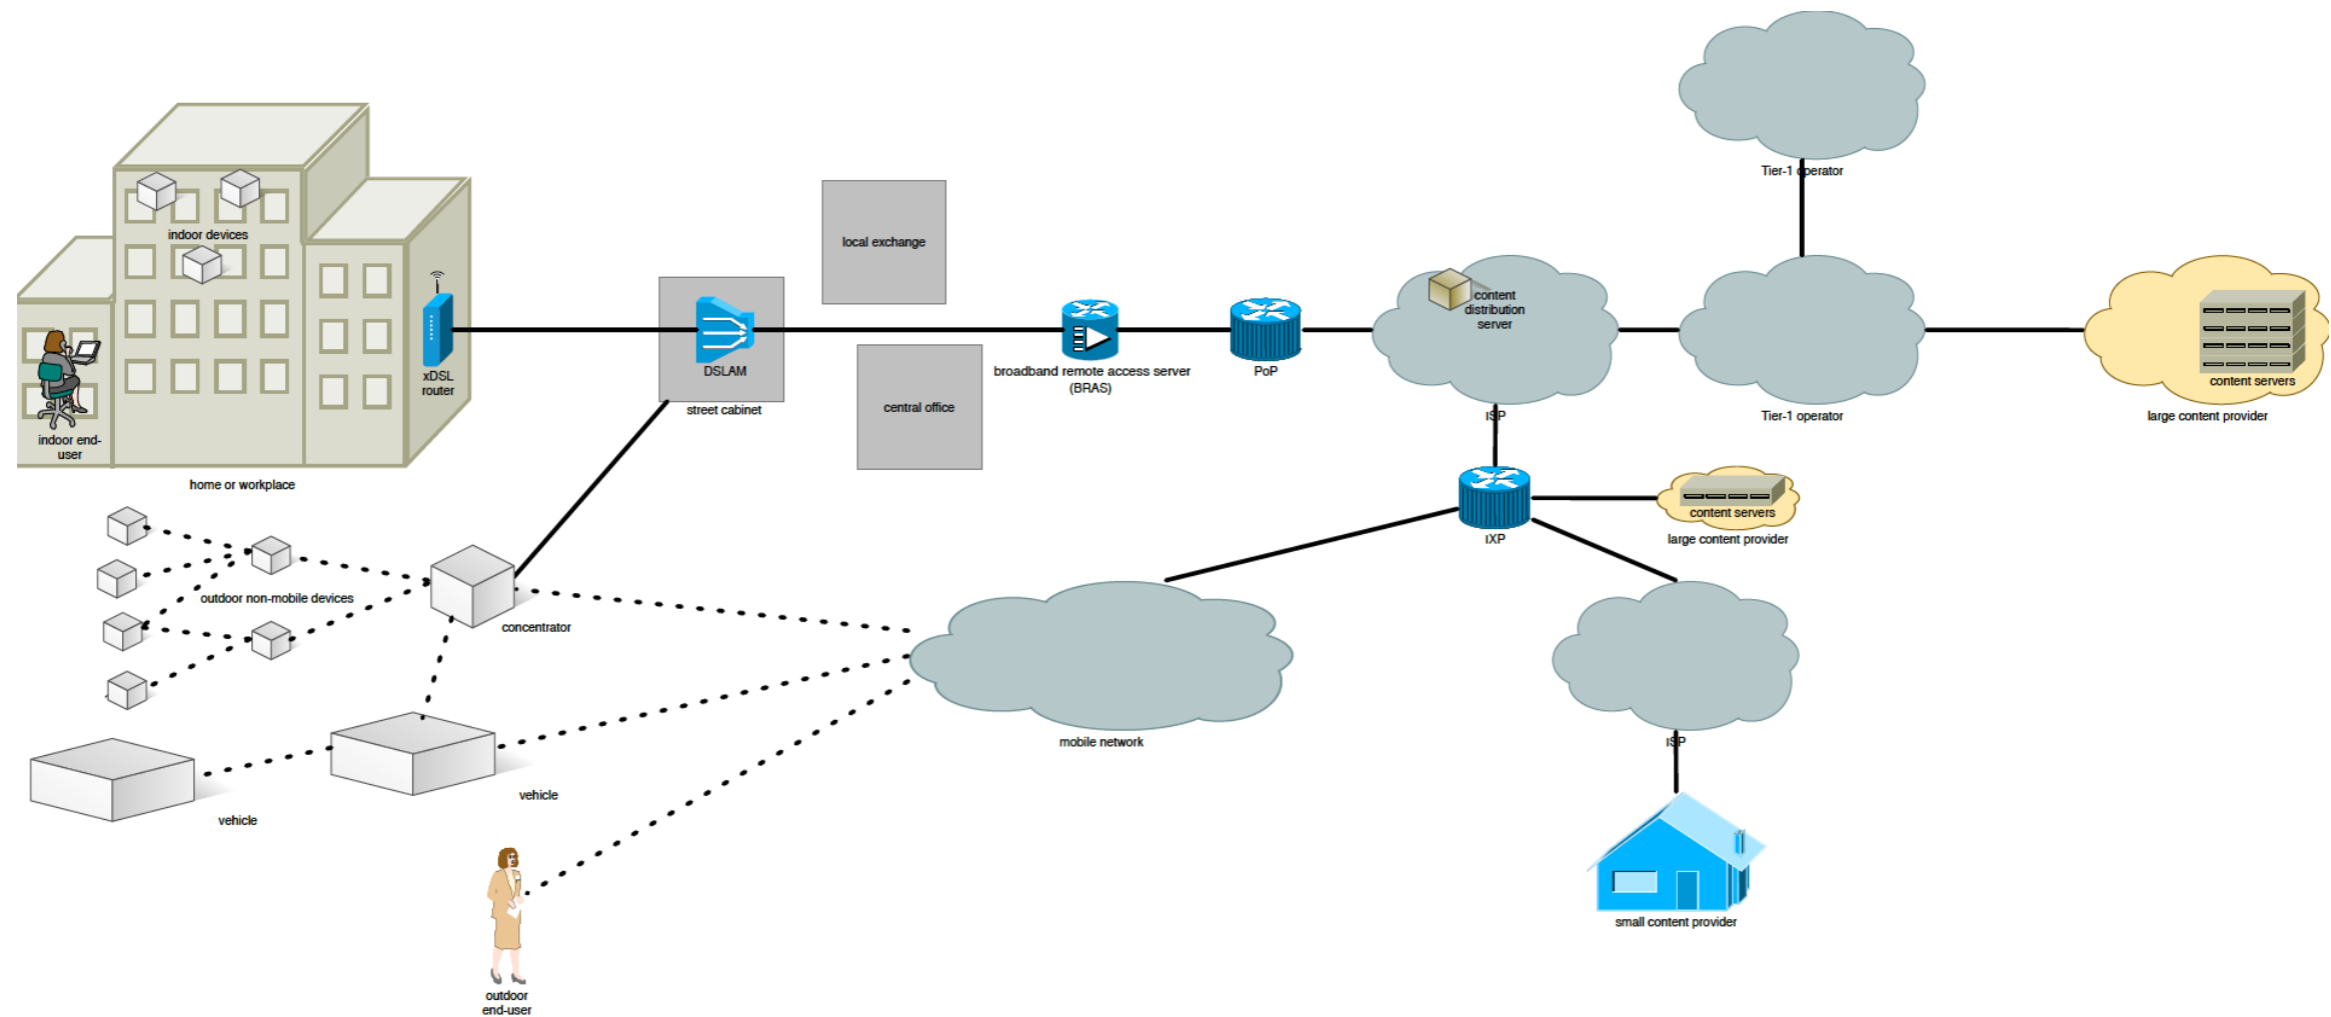 Tier-1 operator
indoor devices
local exchange
content
distribution
server
xDSL
router
DSLAM
broadband remote access server
(BRAS)
PoP
content servers
street cabinet
central office
ISP
Tier-1 operator
large content provider
indoor end-
user
home or workplace
content servers
IXP
large content provider
outdoor non-mobile devices
concentrator
mobile network
ISP
vehicle
vehicle
small content provider
outdoor
end-user